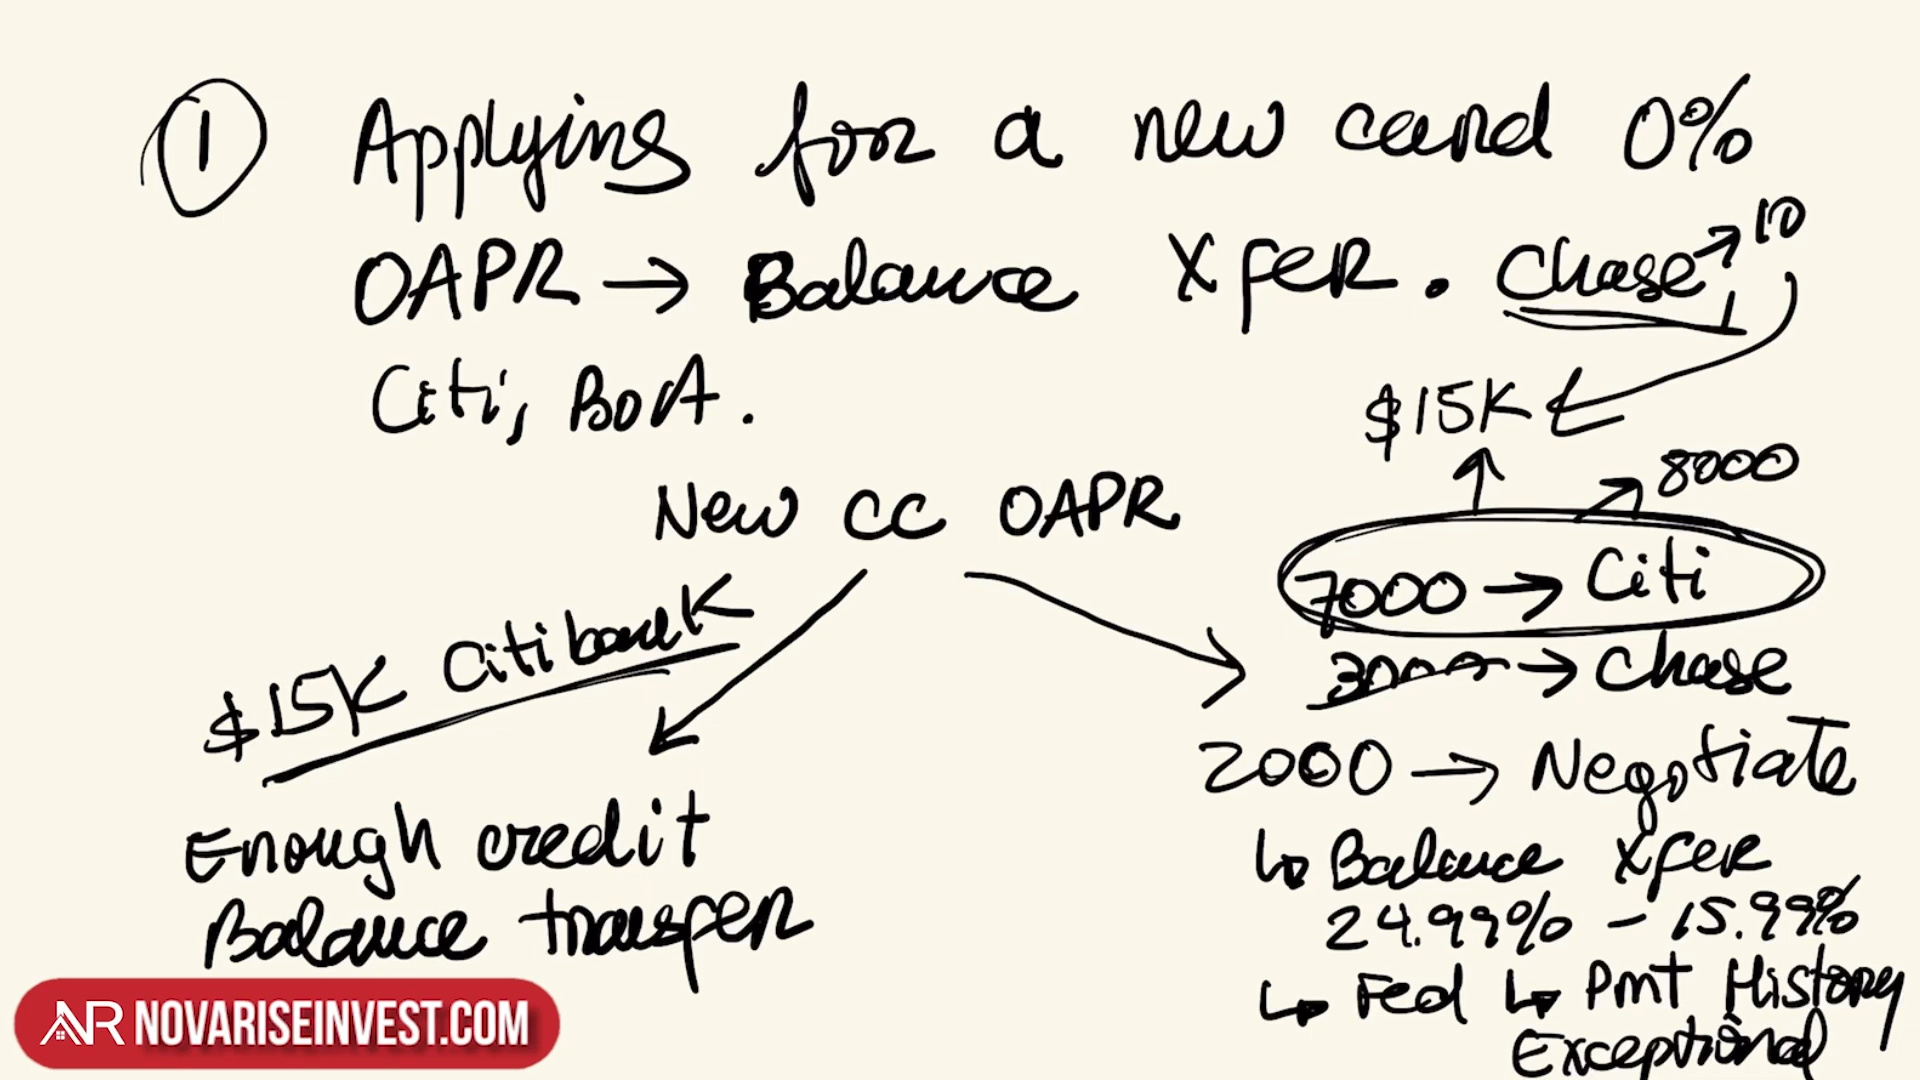 1 Applying for a new card 0%
0APR → Balance Xfer. Chase → 10
Citi, BofA.
$15K
8000
New CC 0APR
7000 → Citi
$15K Citibank
3000 → Chase
2000 → Negotiate
Enough credit
Balance transfer
↳ Balance Xfer
24.99% - 15.99%
↳ Fed ↳ Pmt History
Exceptional
AR NOVARISEINVEST.COM